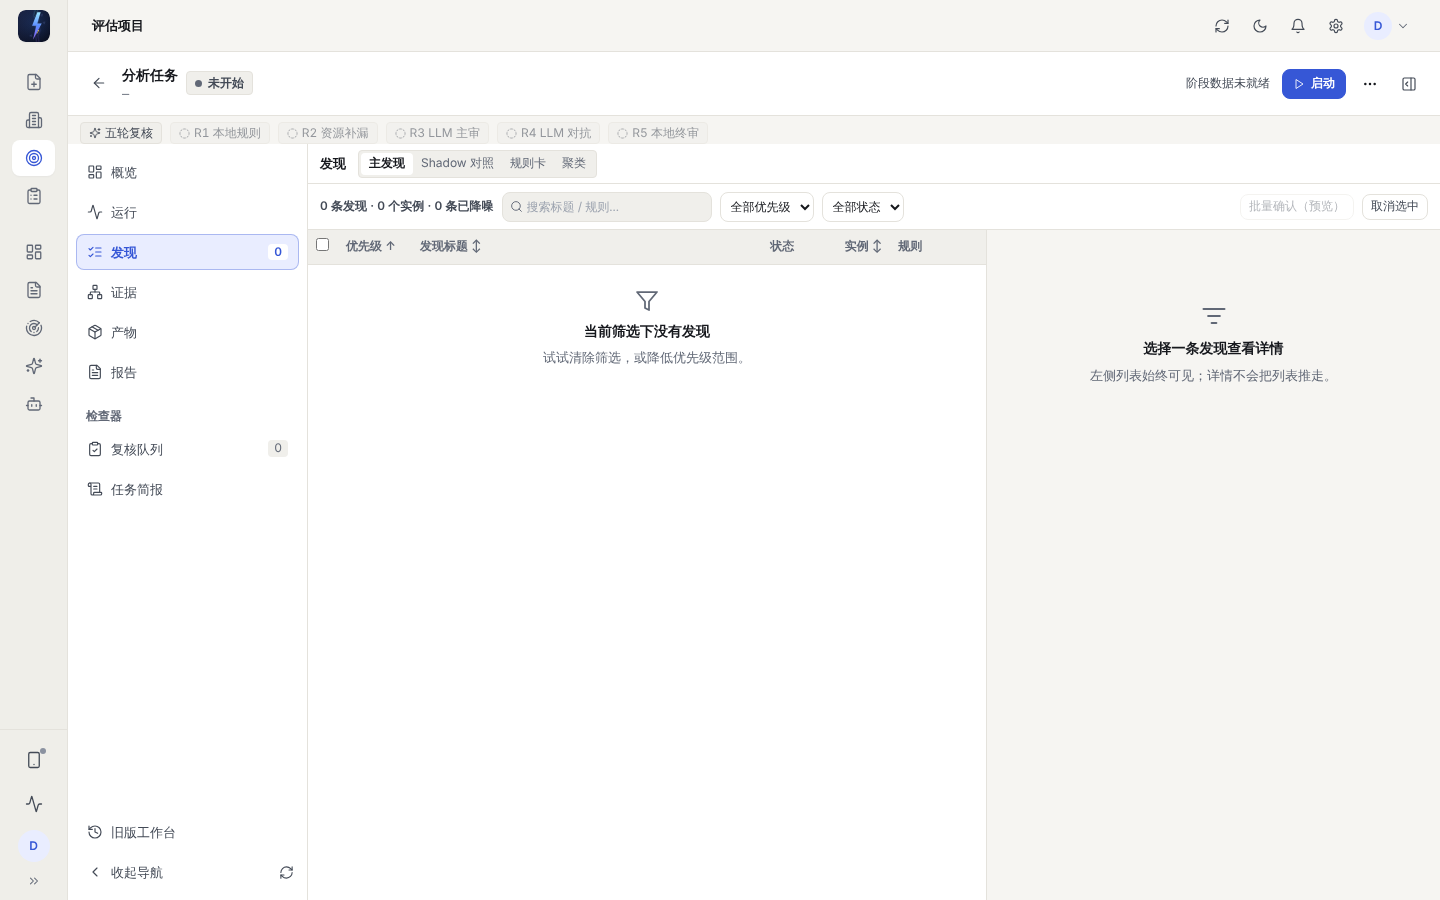 评估项目
D
分析任务
—
未开始
阶段数据未就绪
启动
五轮复核
R1 本地规则
R2 资源补漏
R3 LLM 主审
R4 LLM 对抗
R5 本地终审
概览
运行
发现
0
证据
产物
报告
检查器
复核队列
0
任务简报
旧版工作台
收起导航
D
发现
主发现
Shadow 对照
规则卡
聚类
0 条发现 · 0 个实例 · 0 条已降噪
搜索标题 / 规则...
全部优先级
全部状态
批量确认（预览）
取消选中
优先级
发现标题
状态
实例
规则
当前筛选下没有发现
试试清除筛选，或降低优先级范围。
选择一条发现查看详情
左侧列表始终可见；详情不会把列表推走。